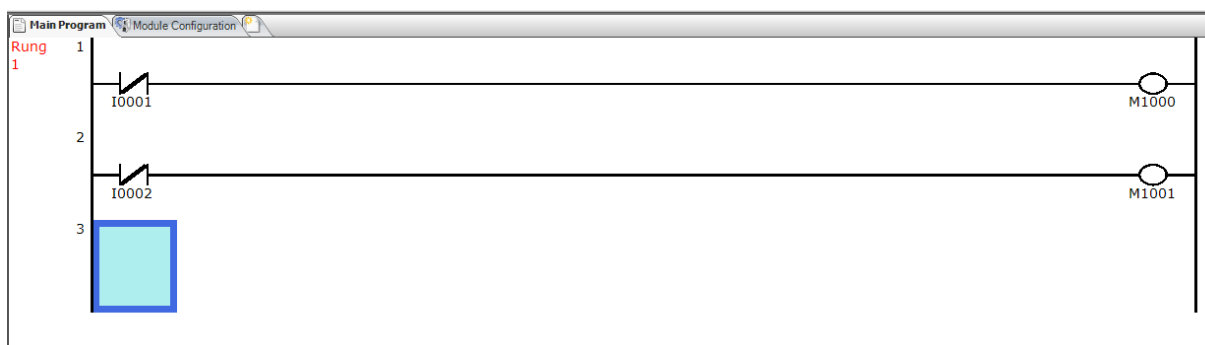 Main Program Module Configuration
Rung 1
1
I0001 M1000
2
I0002 M1001
3